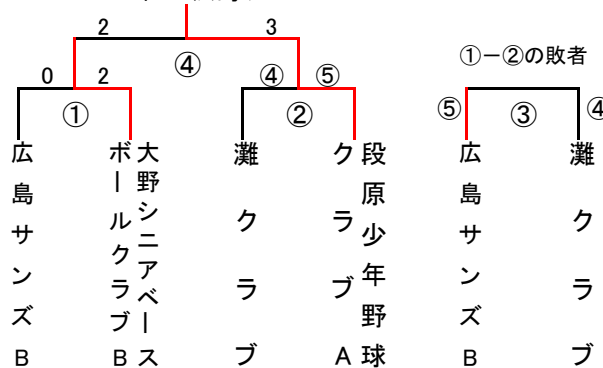 2 3
④
①－②の敗者
0 2
④ ⑤
①
②
⑤ ③ ④
広島サンズB
大野シニアベース
ボールクラブB
灘クラブ
段原少年野球
クラブA
広島サンズB
灘クラブ